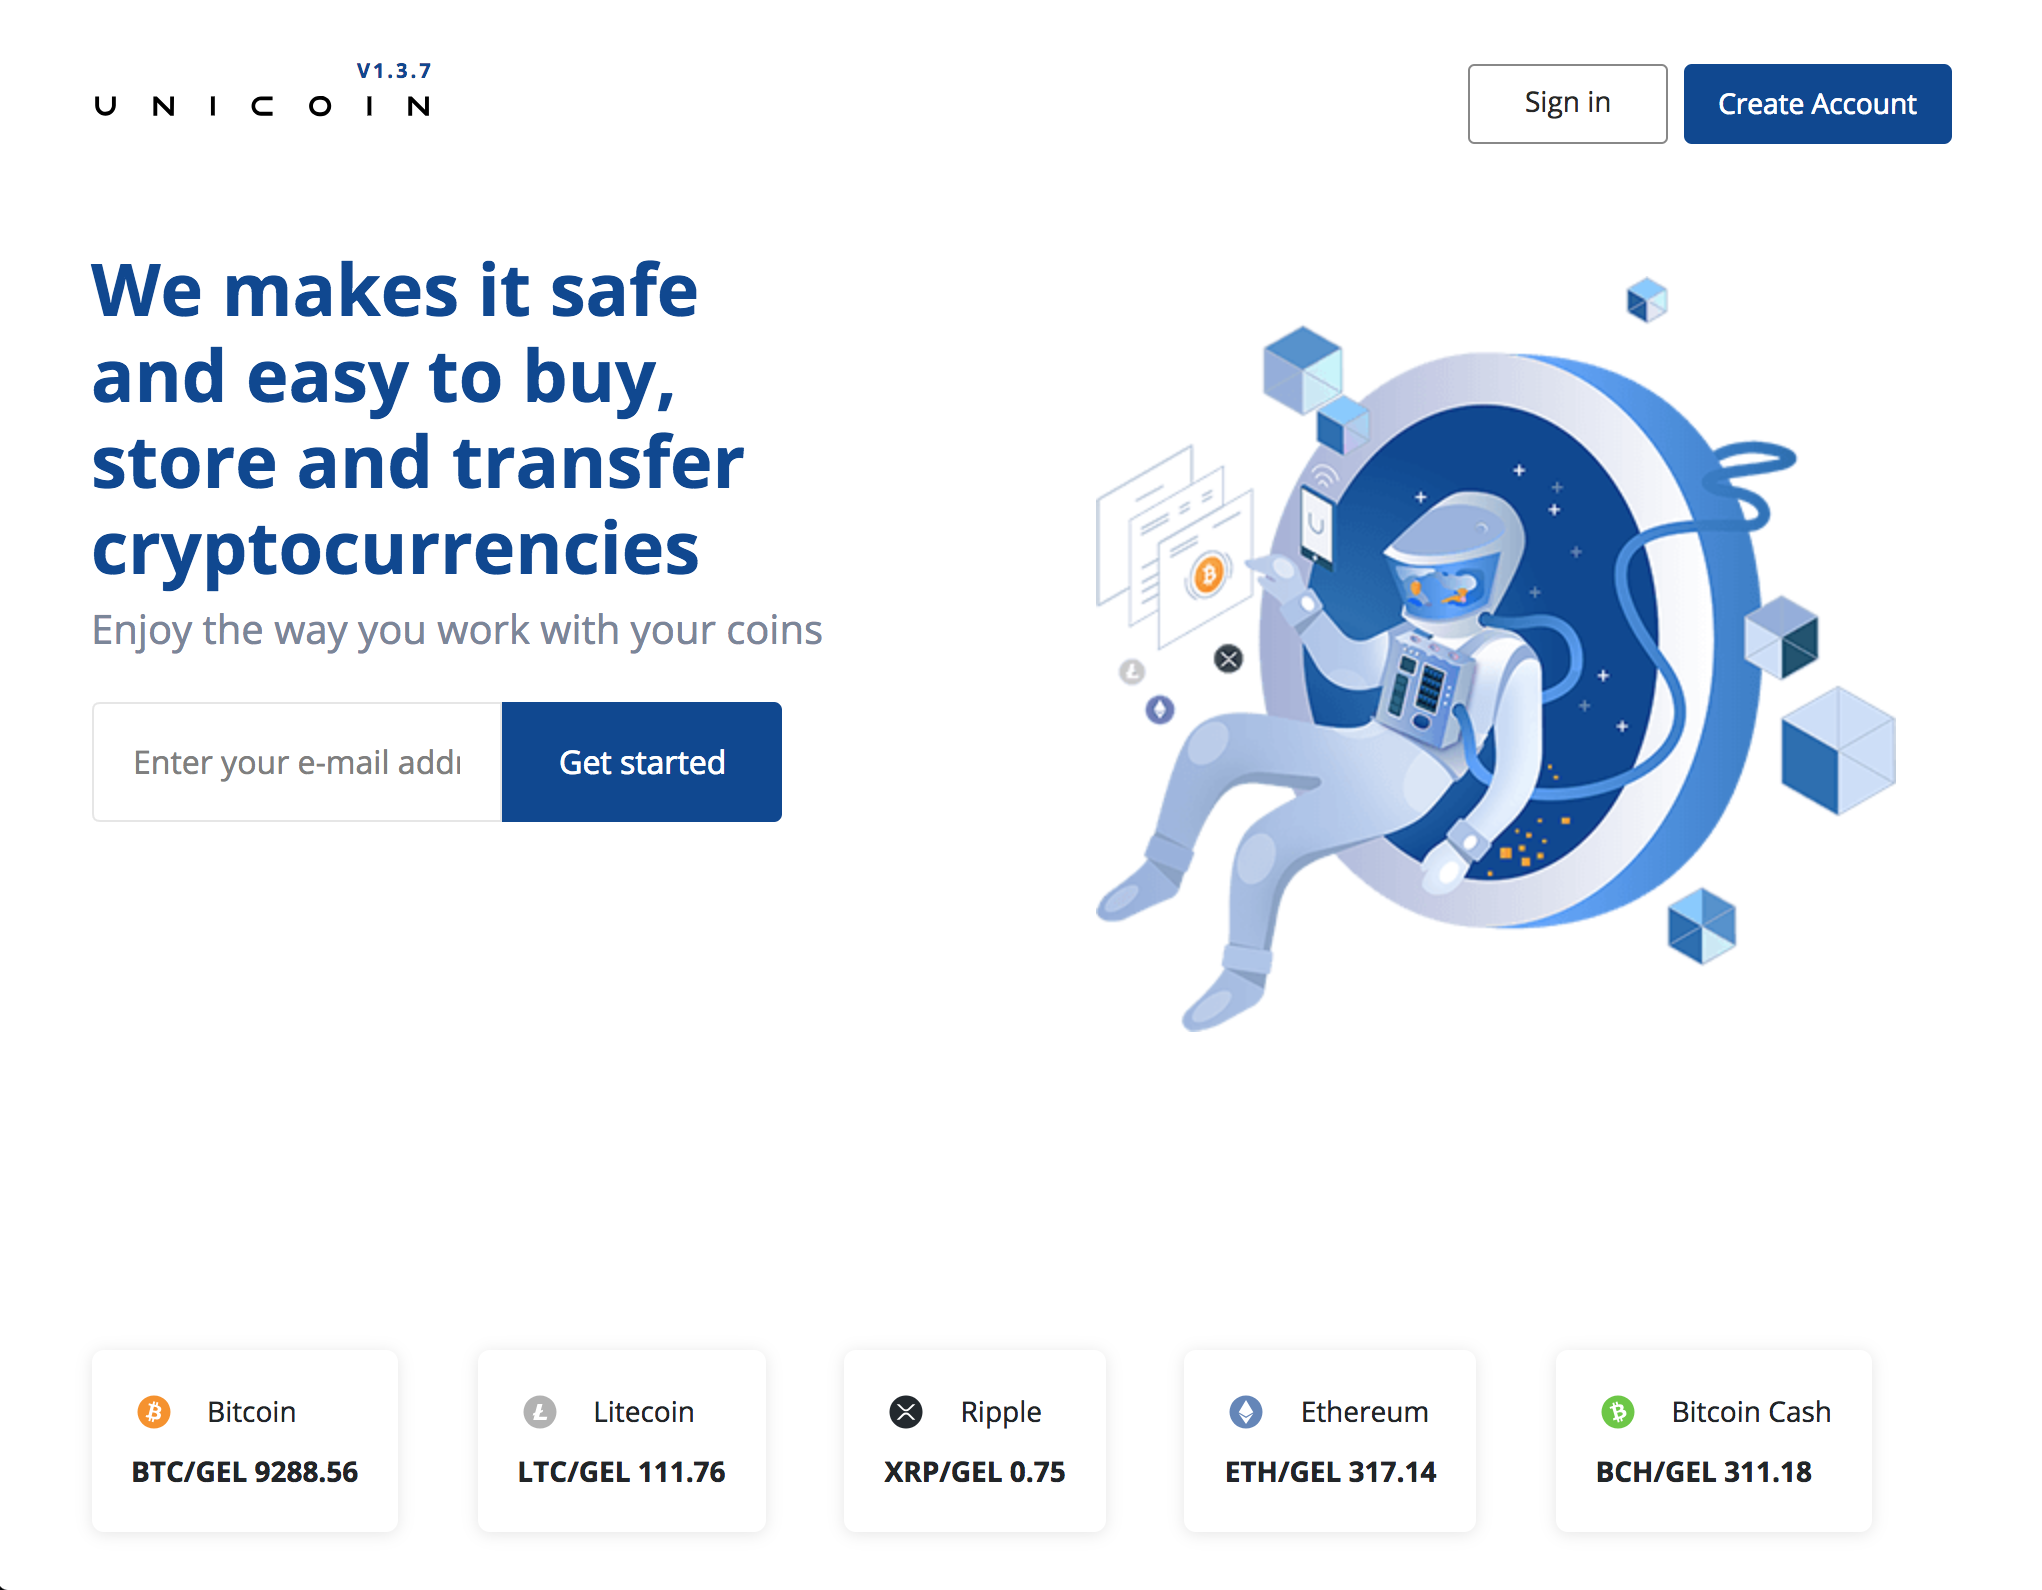 V1.3.7
UNICOIN
Sign in
Create Account
We makes it safe
and easy to buy,
store and transfer
cryptocurrencies
Enjoy the way you work with your coins
Enter your e-mail addr
Get started
Bitcoin
BTC/GEL 9288.56
Litecoin
LTC/GEL 111.76
Ripple
XRP/GEL 0.75
Ethereum
ETH/GEL 317.14
Bitcoin Cash
BCH/GEL 311.18